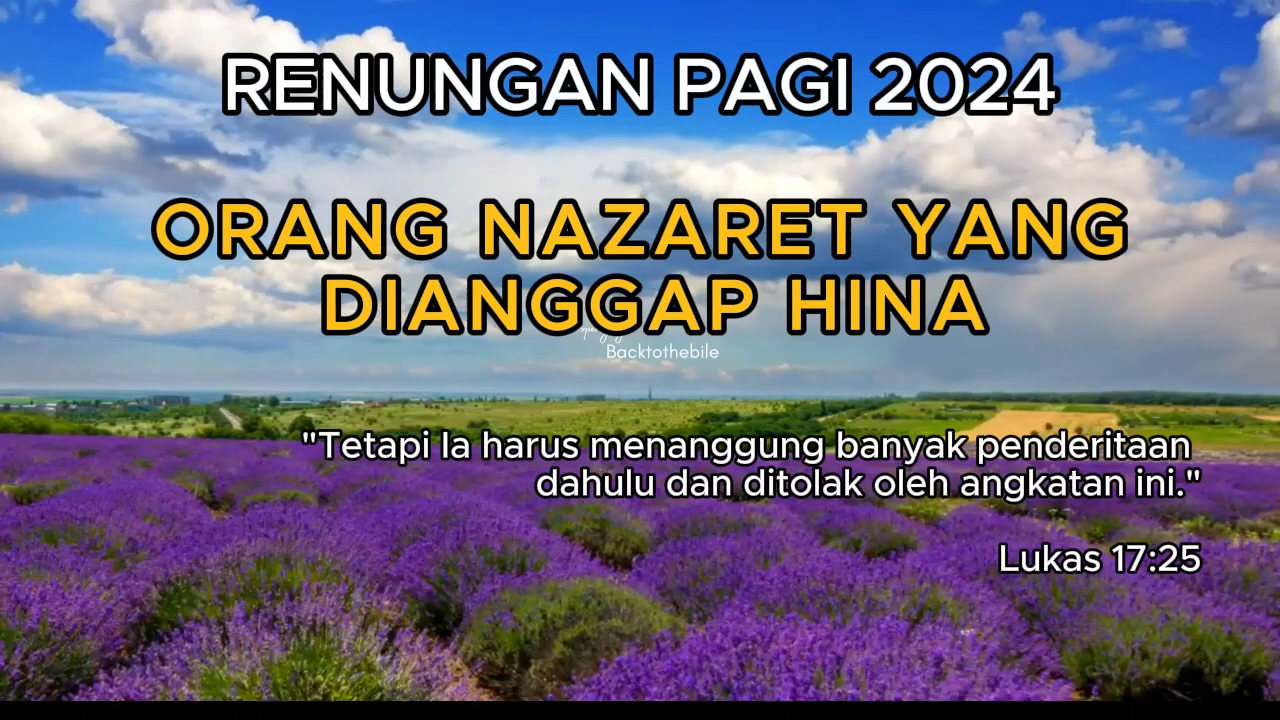 RENUNGAN PAGI 2024
ORANG NAZARET YANG
DIANGGAP HINA
Backtothebile
"Tetapi Ia harus menanggung banyak penderitaan
dahulu dan ditolak oleh angkatan ini."
Lukas 17:25